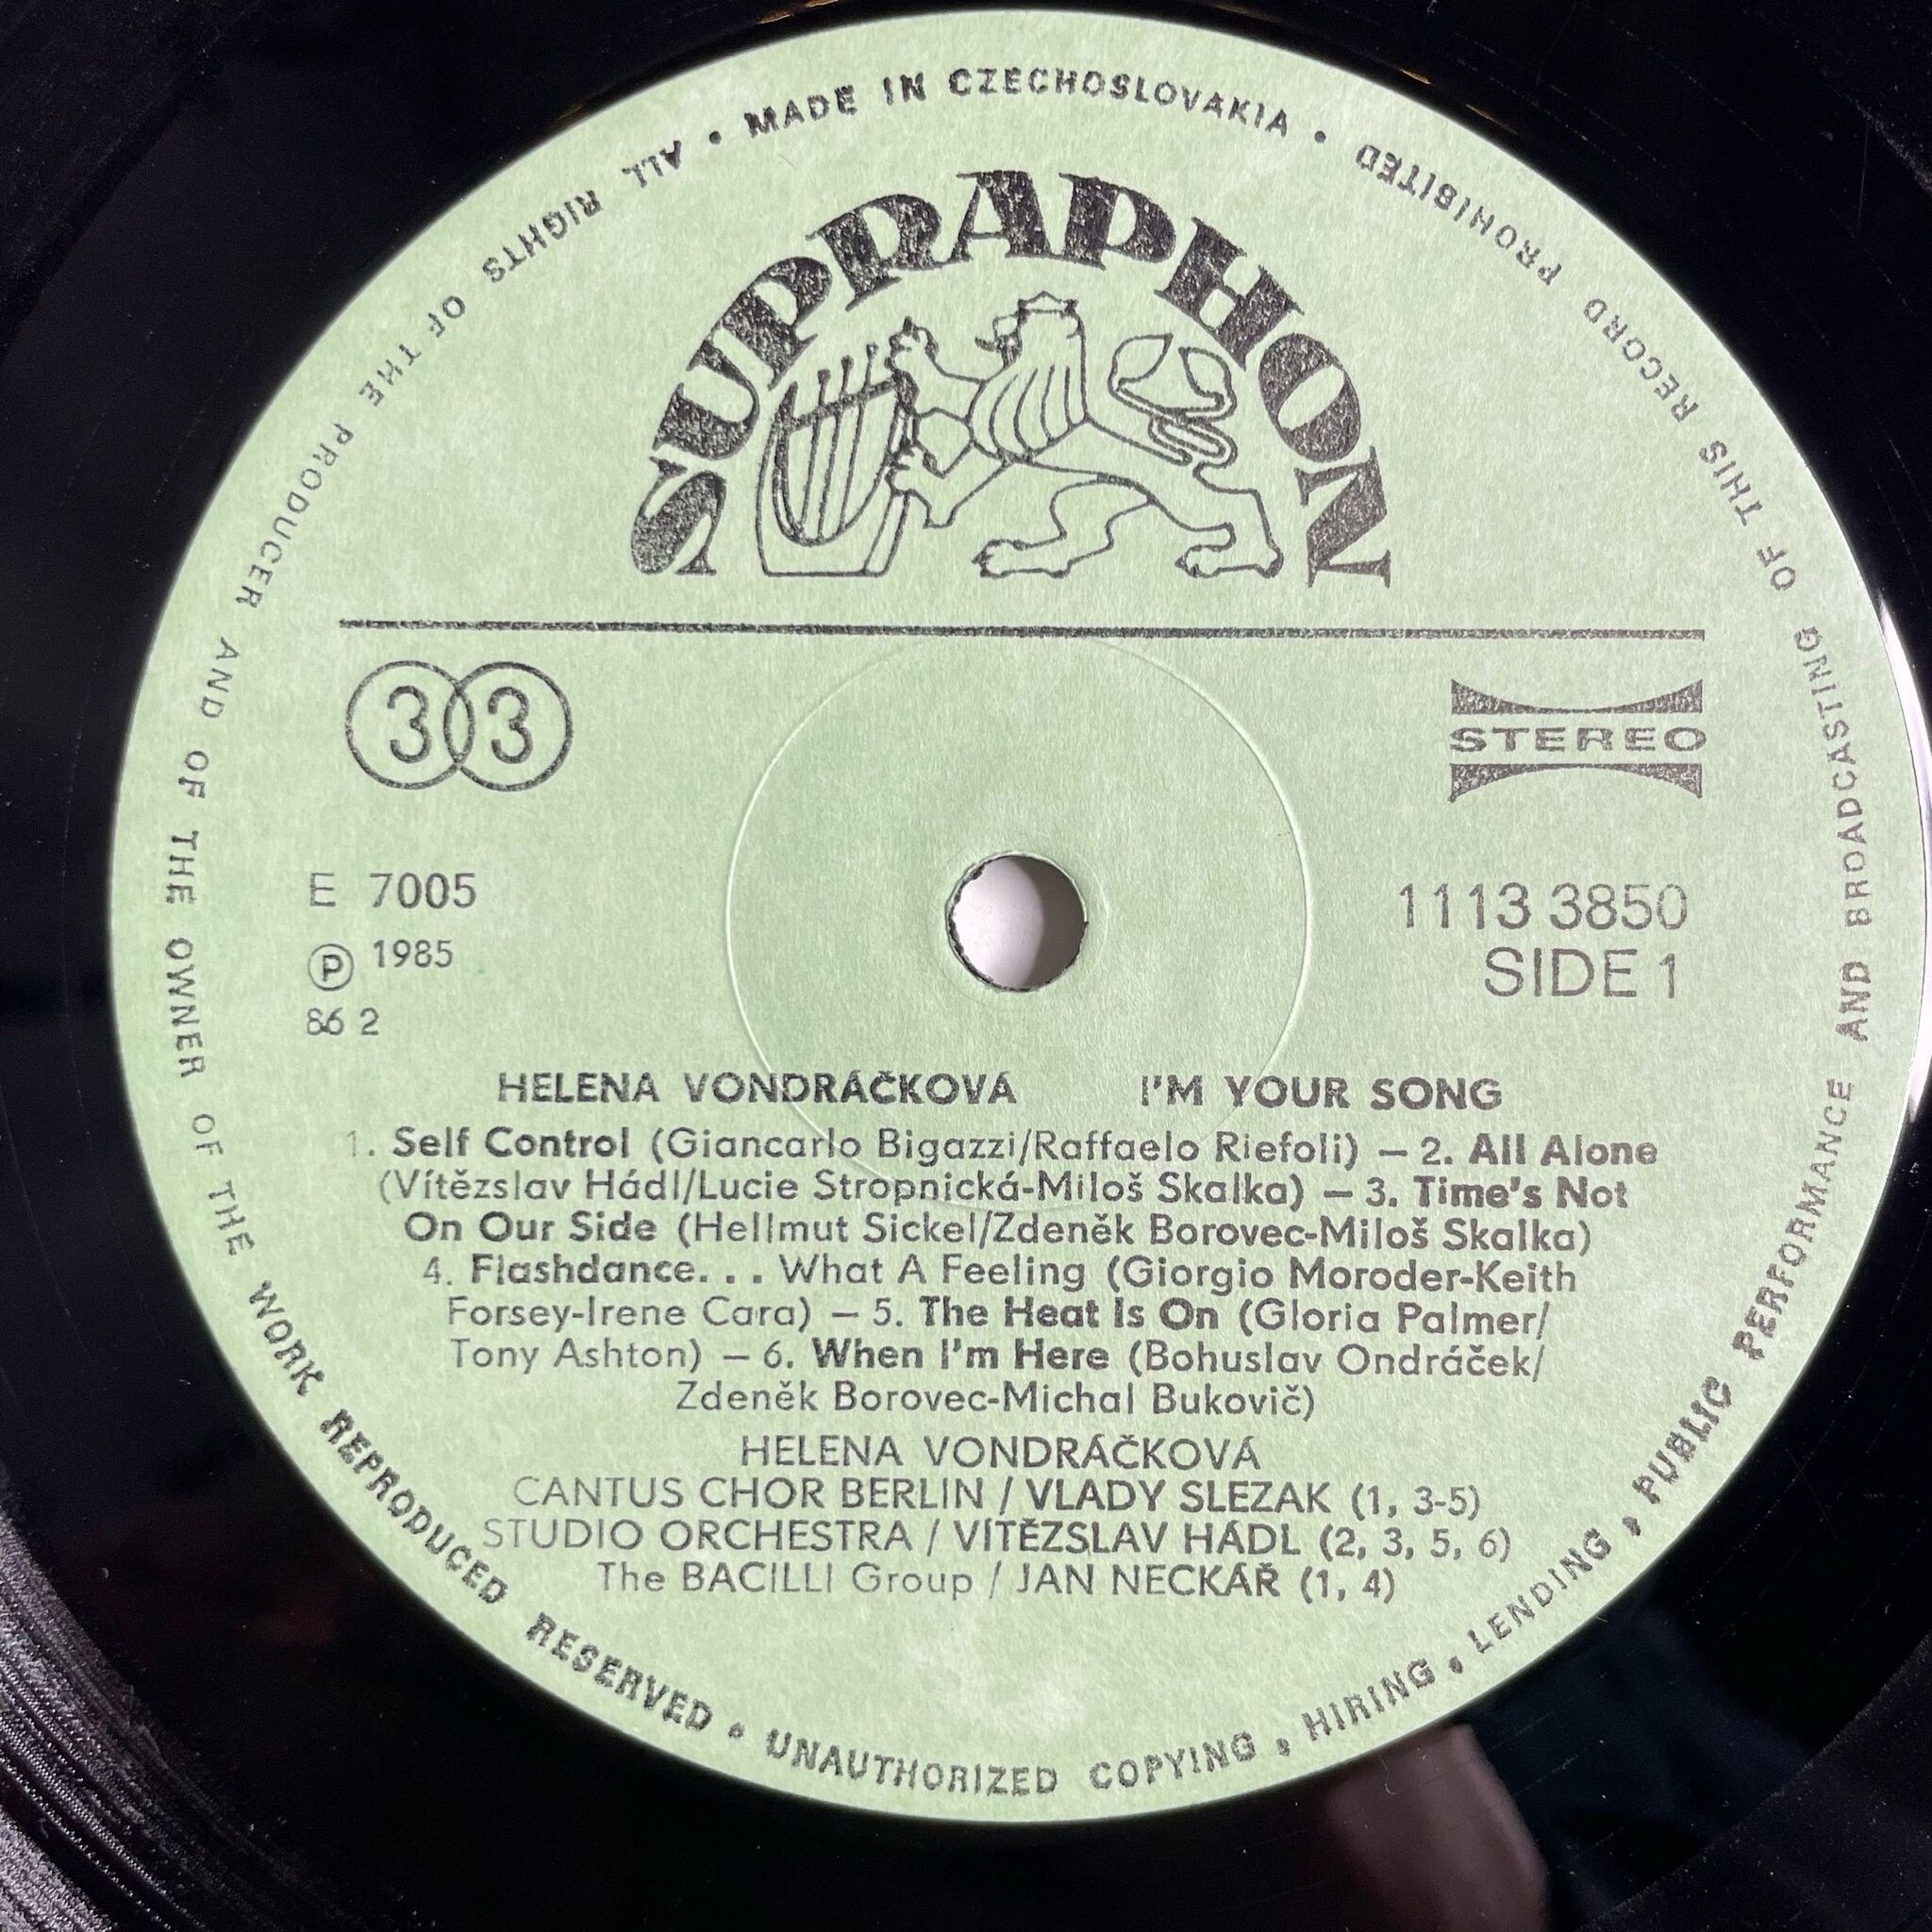 MADE IN CZECHOSLOVAKIA •
ALL RIGHTS OF THE PRODUCER AND OF THE OWNER OF THE WORK REPRODUCED RESERVED • UNAUTHORIZED COPYING • HIRING • LENDING • PUBLIC PERFORMANCE AND BROADCASTING OF THIS RECORD PROHIBITED •
SUPRAPHON
33
STEREO
E 7005
Ⓟ 1985
86 2
1113 3850
SIDE 1
HELENA VONDRÁČKOVÁ I'M YOUR SONG
1. Self Control (Giancarlo Bigazzi/Raffaelo Riefoli) – 2. All Alone
(Vítězslav Hádl/Lucie Stropnická-Miloš Skalka) – 3. Time's Not
On Our Side (Hellmut Sickel/Zdeněk Borovec-Miloš Skalka)
4. Flashdance. . . What A Feeling (Giorgio Moroder-Keith
Forsey-Irene Cara) – 5. The Heat Is On (Gloria Palmer/
Tony Ashton) – 6. When I'm Here (Bohuslav Ondráček/
Zdeněk Borovec-Michal Bukovič)
HELENA VONDRÁČKOVÁ
CANTUS CHOR BERLIN / VLADY SLEZAK (1, 3-5)
STUDIO ORCHESTRA / VÍTĚZSLAV HÁDL (2, 3, 5, 6)
The BACILLI Group / JAN NECKÁŘ (1, 4)